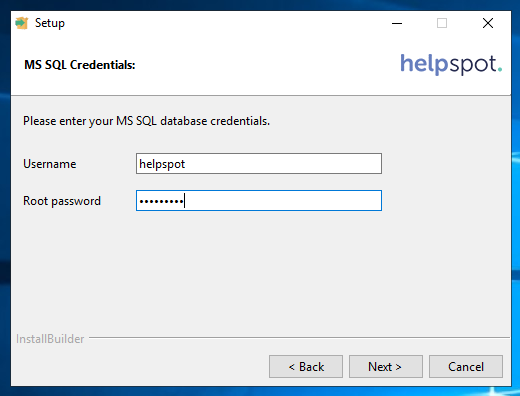 Setup
MS SQL Credentials:
helpspot.
Please enter your MS SQL database credentials.
Username
helpspot
Root password
•••••••••
InstallBuilder
< Back
Next >
Cancel